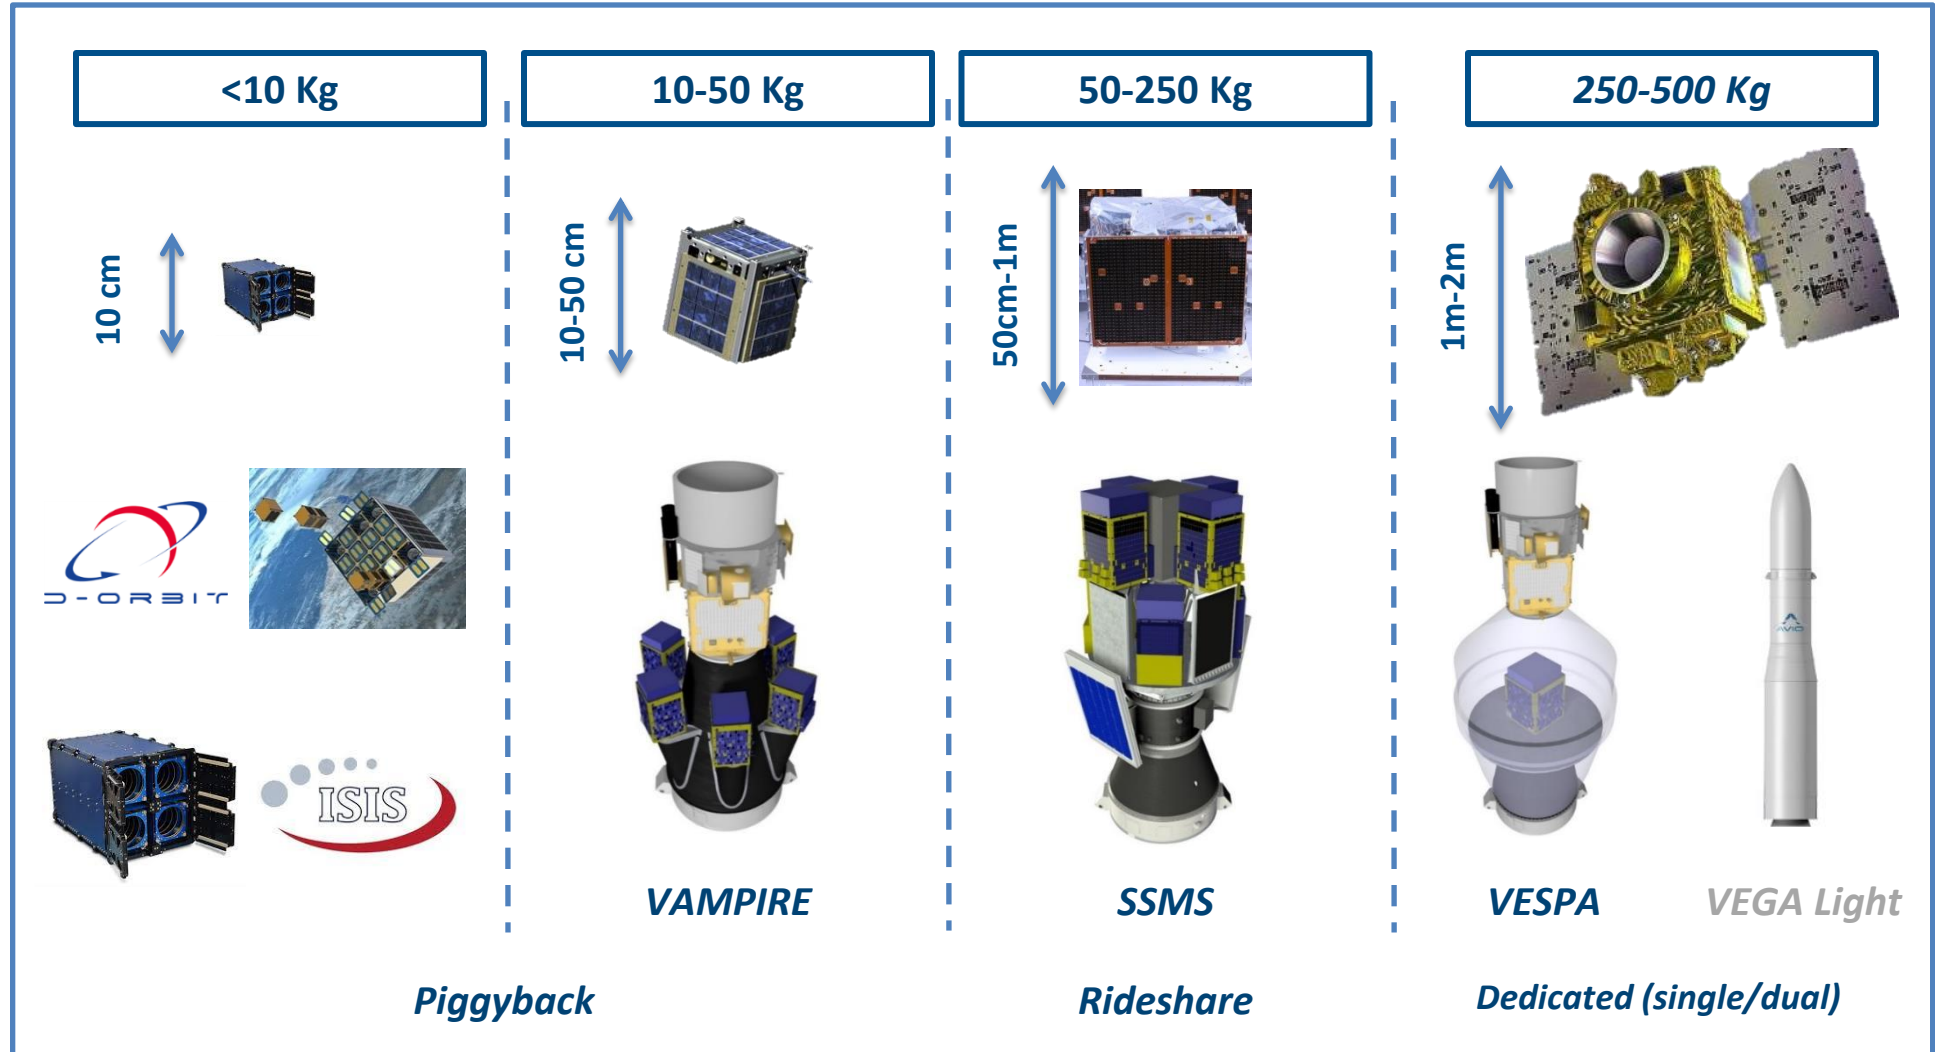 <10 Kg
10-50 Kg
50-250 Kg
250-500 Kg
10 cm
10-50 cm
50cm-1m
1m-2m
D-ORBIT
AVIO
ISIS
VAMPIRE
SSMS
VESPA
VEGA Light
Piggyback
Rideshare
Dedicated (single/dual)